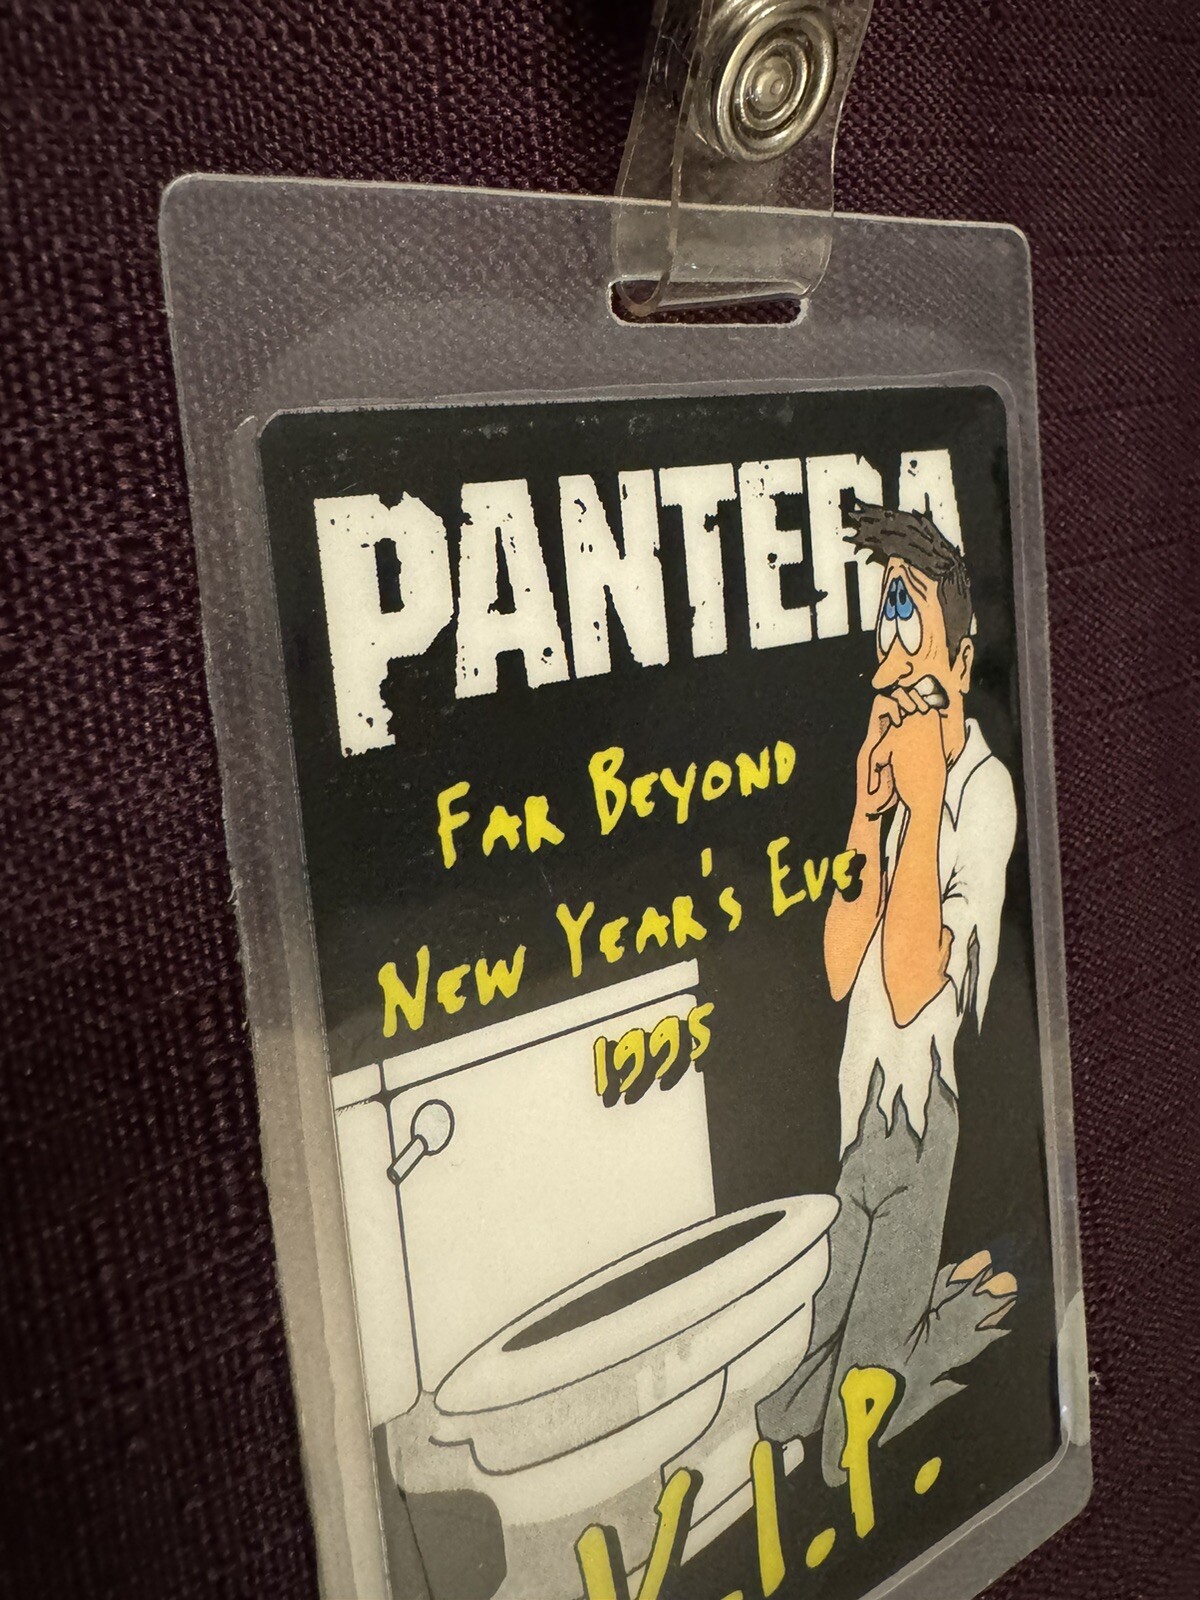 PANTERA
FAR BEYOND
NEW YEAR'S EVE
1995
V.I.P.